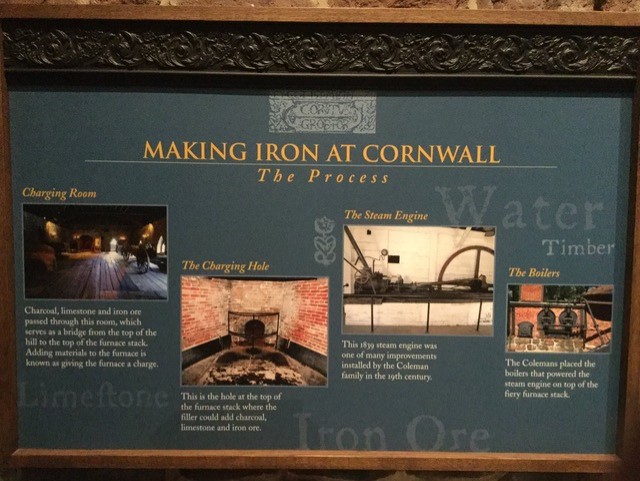 MAKING IRON AT CORNWALL
The Process
Charging Room
Charcoal, limestone and iron ore
passed through this room, which
serves as a bridge from the top of the
hill to the top of the furnace stack.
Adding materials to the furnace is
known as giving the furnace a charge.
The Charging Hole
This is the hole at the top of
the furnace stack where the
filler could add charcoal,
limestone and iron ore.
The Steam Engine
This 1839 steam engine was
one of many improvements
installed by the Coleman
family in the 19th century.
The Boilers
The Colemans placed the
boilers that powered the
steam engine on top of the
fiery furnace stack.
Water
Timber
Limeſtone
Iron Ore